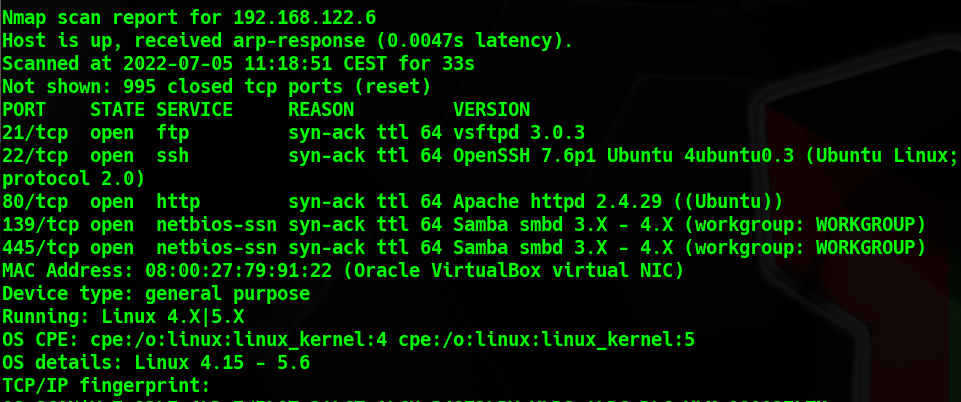 Nmap scan report for 192.168.122.6
Host is up, received arp-response (0.0047s latency).
Scanned at 2022-07-05 11:18:51 CEST for 33s
Not shown: 995 closed tcp ports (reset)
PORT    STATE SERVICE     REASON         VERSION
21/tcp  open  ftp         syn-ack ttl 64 vsftpd 3.0.3
22/tcp  open  ssh         syn-ack ttl 64 OpenSSH 7.6p1 Ubuntu 4ubuntu0.3 (Ubuntu Linux;
protocol 2.0)
80/tcp  open  http        syn-ack ttl 64 Apache httpd 2.4.29 ((Ubuntu))
139/tcp open  netbios-ssn syn-ack ttl 64 Samba smbd 3.X - 4.X (workgroup: WORKGROUP)
445/tcp open  netbios-ssn syn-ack ttl 64 Samba smbd 3.X - 4.X (workgroup: WORKGROUP)
MAC Address: 08:00:27:79:91:22 (Oracle VirtualBox virtual NIC)
Device type: general purpose
Running: Linux 4.X|5.X
OS CPE: cpe:/o:linux:linux_kernel:4 cpe:/o:linux:linux_kernel:5
OS details: Linux 4.15 - 5.6
TCP/IP fingerprint: